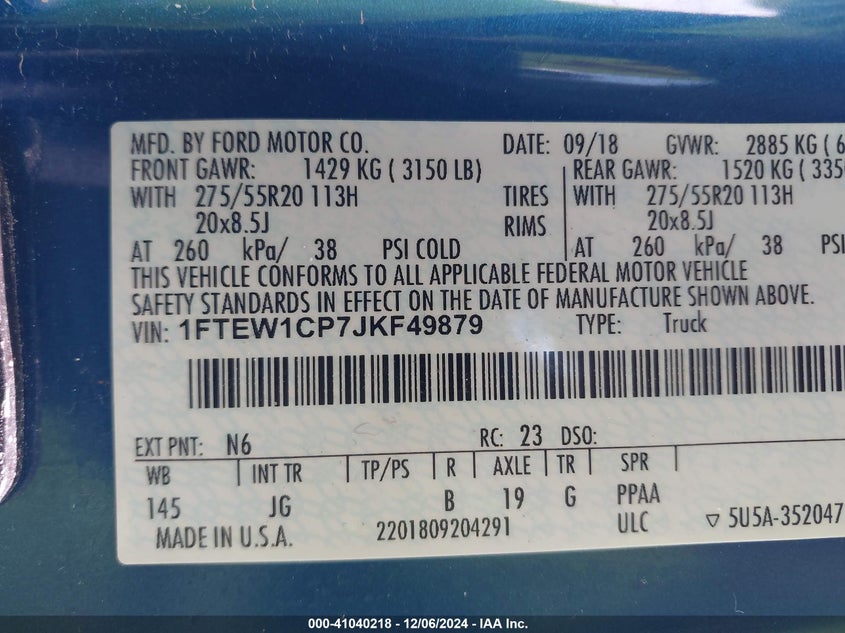 MFD. BY FORD MOTOR CO. DATE: 09/18 GVWR: 2885 KG ( 6
FRONT GAWR: 1429 KG ( 3150 LB) REAR GAWR: 1520 KG ( 3350
WITH 275/55R20 113H TIRES WITH 275/55R20 113H
20x8.5J RIMS 20x8.5J
AT 260 kPa/ 38 PSI COLD AT 260 kPa/ 38 PSI
THIS VEHICLE CONFORMS TO ALL APPLICABLE FEDERAL MOTOR VEHICLE
SAFETY STANDARDS IN EFFECT ON THE DATE OF MANUFACTURE SHOWN ABOVE.
VIN: 1FTEW1CP7JKF49879 TYPE: Truck
EXT PNT: N6 RC: 23 DSO:
WB INT TR TP/PS R AXLE TR SPR
145 JG B 19 G PPAA
MADE IN U.S.A. 2201809204291 ULC ▽ 5U5A-352047
000-41040218 - 12/06/2024 - IAA Inc.